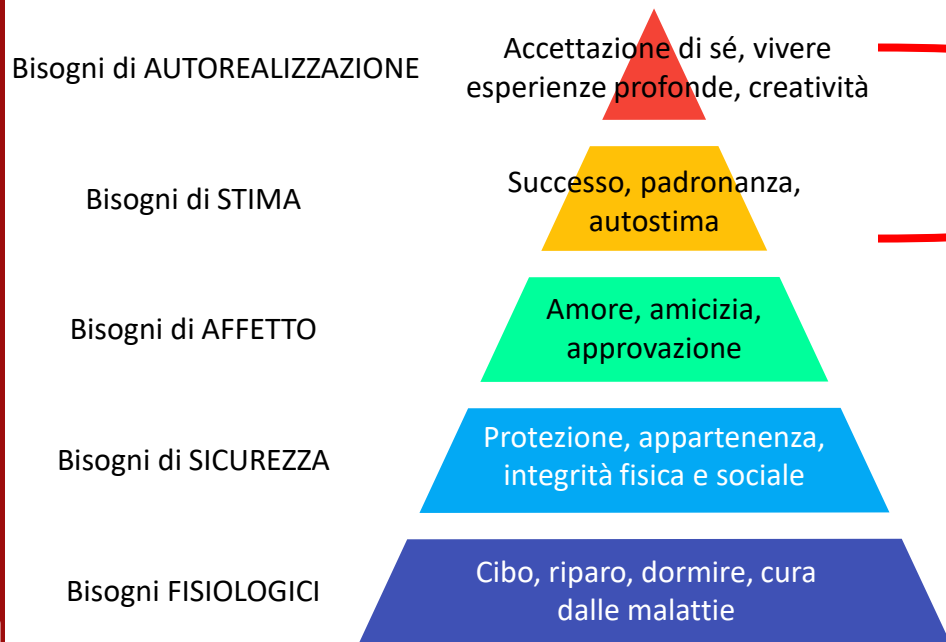 Bisogni di AUTOREALIZZAZIONE
Accettazione di sé, vivere
esperienze profonde, creatività
Bisogni di STIMA
Successo, padronanza,
autostima
Bisogni di AFFETTO
Amore, amicizia,
approvazione
Bisogni di SICUREZZA
Protezione, appartenenza,
integrità fisica e sociale
Bisogni FISIOLOGICI
Cibo, riparo, dormire, cura
dalle malattie